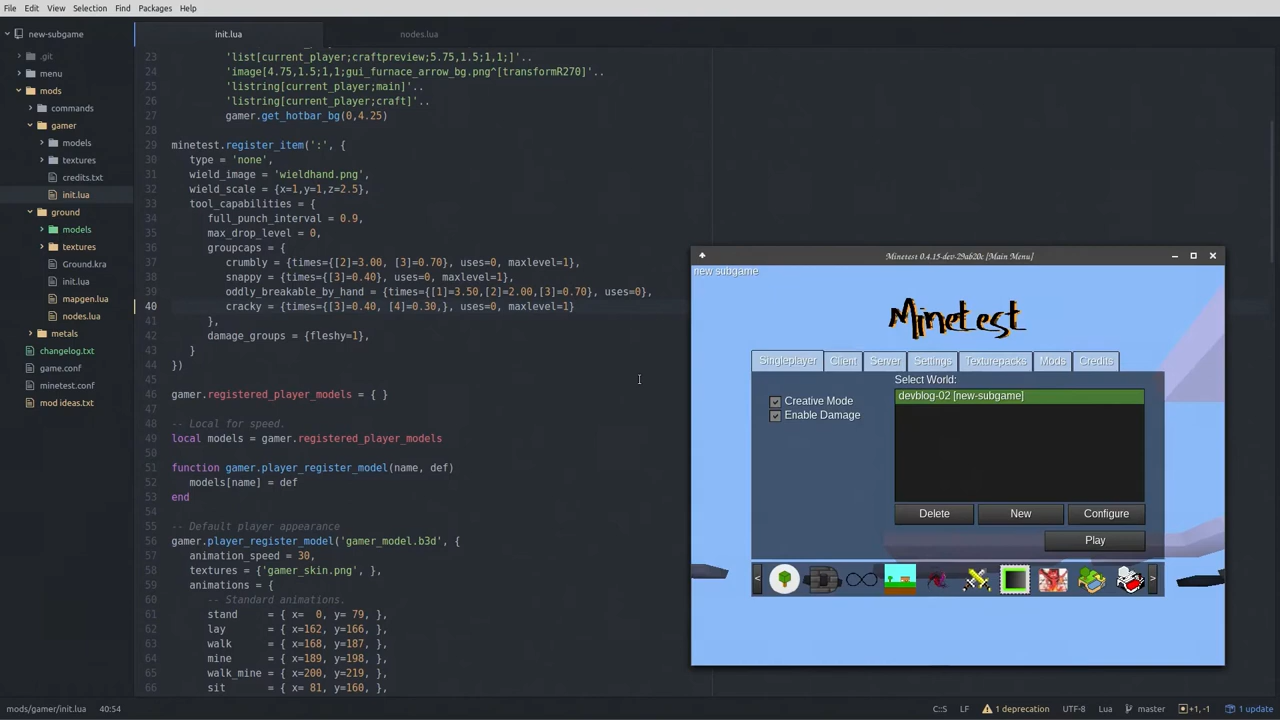 File Edit View Selection Find Packages Help
new-subgame
.git
menu
mods
commands
gamer
models
textures
credits.txt
init.lua
ground
models
textures
Ground.kra
init.lua
mapgen.lua
nodes.lua
metals
changelog.txt
game.conf
minetest.conf
mod ideas.txt
init.lua
nodes.lua
23 'list[current_player;craftpreview;5.75,1.5;1,1;]'..
24 'image[4.75,1.5;1,1;gui_furnace_arrow_bg.png^[transformR270]'..
25 'listring[current_player;main]'..
26 'listring[current_player;craft]'..
27 gamer.get_hotbar_bg(0,4.25)
28
29 minetest.register_item(':', {
30 type = 'none',
31 wield_image = 'wieldhand.png',
32 wield_scale = {x=1,y=1,z=2.5},
33 tool_capabilities = {
34 full_punch_interval = 0.9,
35 max_drop_level = 0,
36 groupcaps = {
37 crumbly = {times={[2]=3.00, [3]=0.70}, uses=0, maxlevel=1},
38 snappy = {times={[3]=0.40}, uses=0, maxlevel=1},
39 oddly_breakable_by_hand = {times={[1]=3.50,[2]=2.00,[3]=0.70}, uses=0},
40 cracky = {times={[3]=0.40, [4]=0.30,}, uses=0, maxlevel=1}
41 },
42 damage_groups = {fleshy=1},
43 }
44 })
45
46 gamer.registered_player_models = { }
47
48 -- Local for speed.
49 local models = gamer.registered_player_models
50
51 function gamer.player_register_model(name, def)
52 models[name] = def
53 end
54
55 -- Default player appearance
56 gamer.player_register_model('gamer_model.b3d', {
57 animation_speed = 30,
58 textures = {'gamer_skin.png', },
59 animations = {
60 -- Standard animations.
61 stand = { x= 0, y= 79, },
62 lay = { x=162, y=166, },
63 walk = { x=168, y=187, },
64 mine = { x=189, y=198, },
65 walk_mine = { x=200, y=219, },
66 sit = { x= 81, y=160, },
Minetest 0.4.15-dev-29ab20c [Main Menu]
new subgame
Minetest
Singleplayer Client Server Settings Texturepacks Mods Credits
Select World:
Creative Mode
Enable Damage
devblog-02 [new-subgame]
Delete New Configure
Play
< >
mods/gamer/init.lua 40:54 C::S LF 1 deprecation UTF-8 Lua master +1, -1 1 update